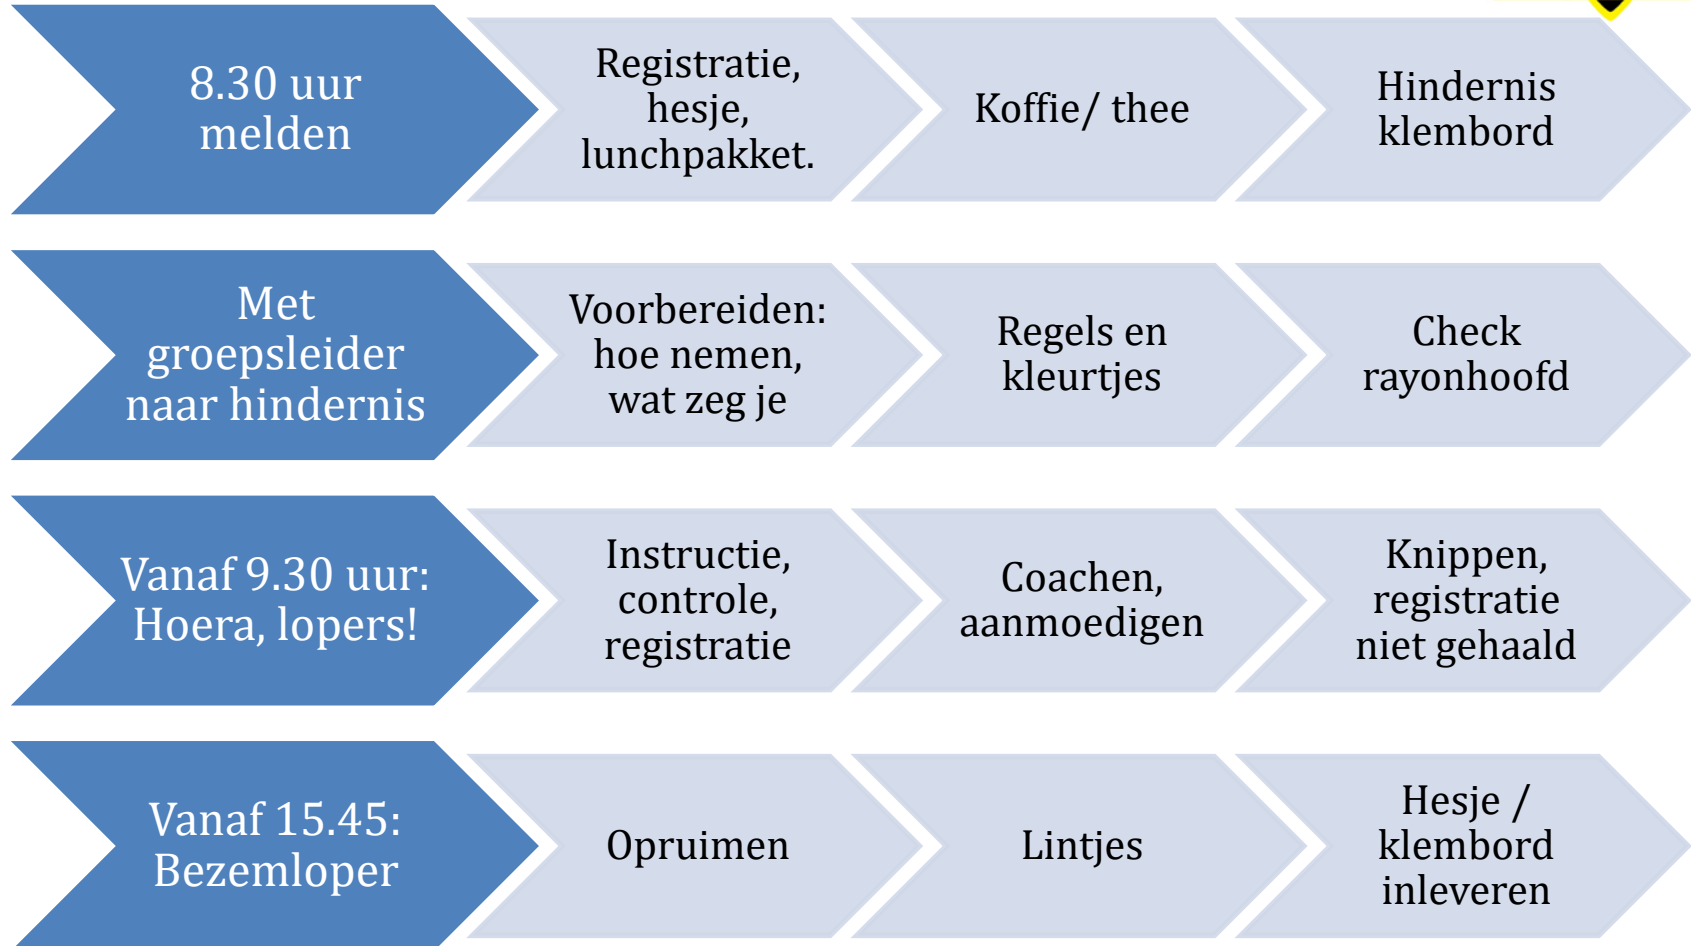 8.30 uur
melden
Registratie,
hesje,
lunchpakket.
Koffie/ thee
Hindernis
klembord
Met
groepsleider
naar hindernis
Voorbereiden:
hoe nemen,
wat zeg je
Regels en
kleurtjes
Check
rayonhoofd
Vanaf 9.30 uur:
Hoera, lopers!
Instructie,
controle,
registratie
Coachen,
aanmoedigen
Knippen,
registratie
niet gehaald
Vanaf 15.45:
Bezemloper
Opruimen
Lintjes
Hesje /
klembord
inleveren